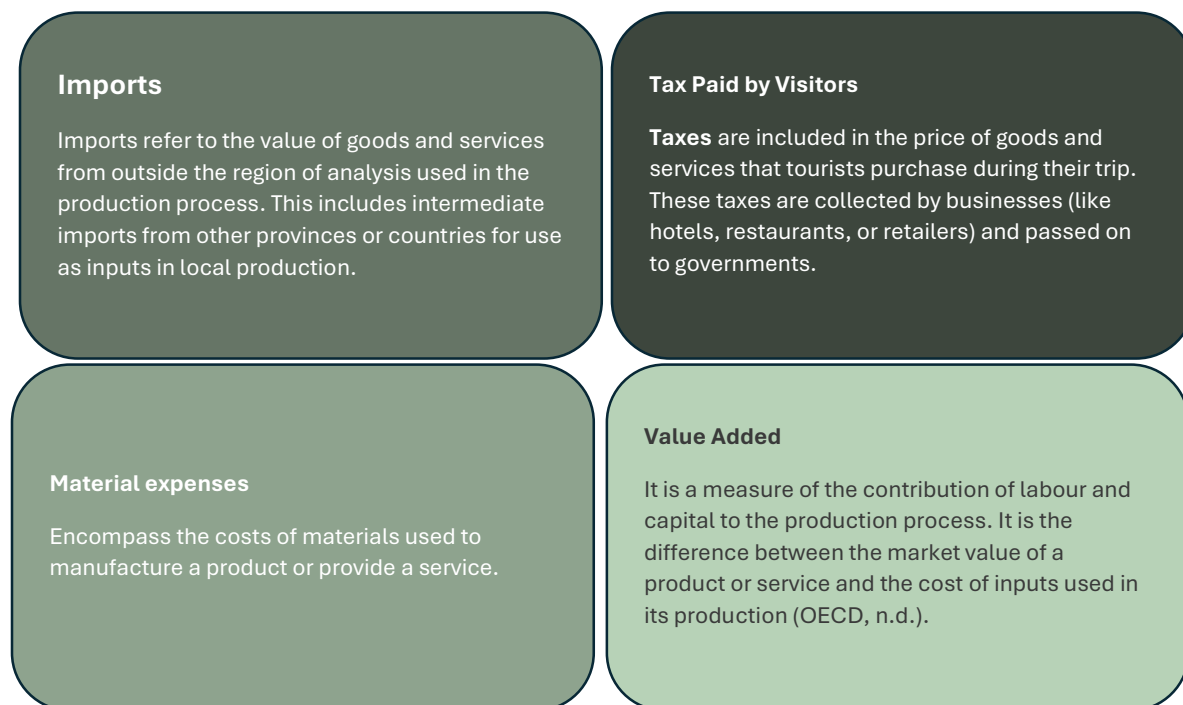 Imports
Imports refer to the value of goods and services
from outside the region of analysis used in the
production process. This includes intermediate
imports from other provinces or countries for use
as inputs in local production.
Tax Paid by Visitors
Taxes are included in the price of goods and
services that tourists purchase during their trip.
These taxes are collected by businesses (like
hotels, restaurants, or retailers) and passed on
to governments.
Material expenses
Encompass the costs of materials used to
manufacture a product or provide a service.
Value Added
It is a measure of the contribution of labour and
capital to the production process. It is the
difference between the market value of a
product or service and the cost of inputs used in
its production (OECD, n.d.).